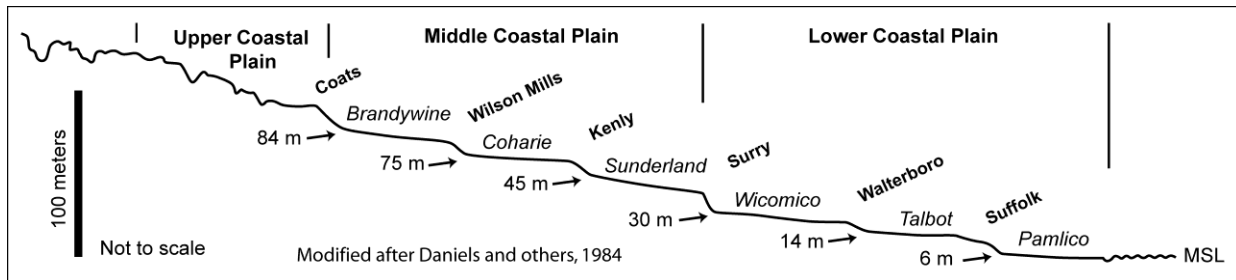 Upper Coastal
Plain
Middle Coastal Plain
Lower Coastal Plain
Coats
Brandywine
Wilson Mills
84 m
Coharie
Kenly
75 m
Sunderland
Surry
45 m
Wicomico
Walterboro
30 m
Talbot
Suffolk
14 m
Pamlico
6 m
MSL
100 meters
Not to scale
Modified after Daniels and others, 1984